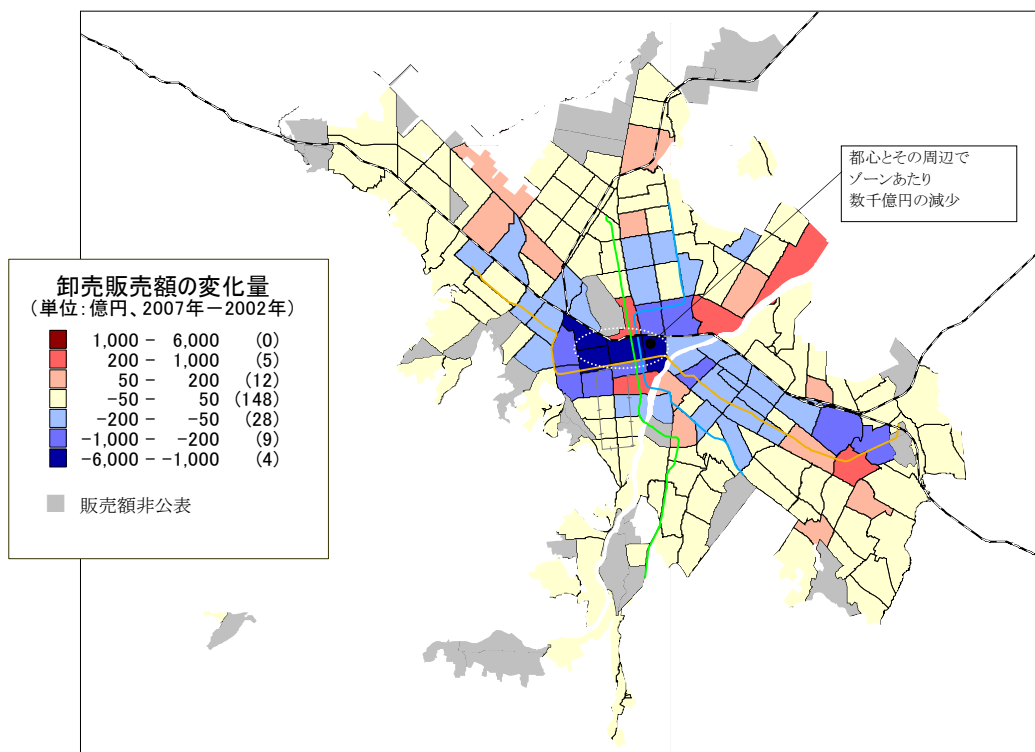 都心とその周辺で
ゾーンあたり
数千億円の減少
卸売販売額の変化量
（単位：億円、2007年－2002年）
1,000 － 6,000 (0)
200 － 1,000 (5)
50 － 200 (12)
-50 － 50 (148)
-200 － -50 (28)
-1,000 － -200 (9)
-6,000 － -1,000 (4)
販売額非公表